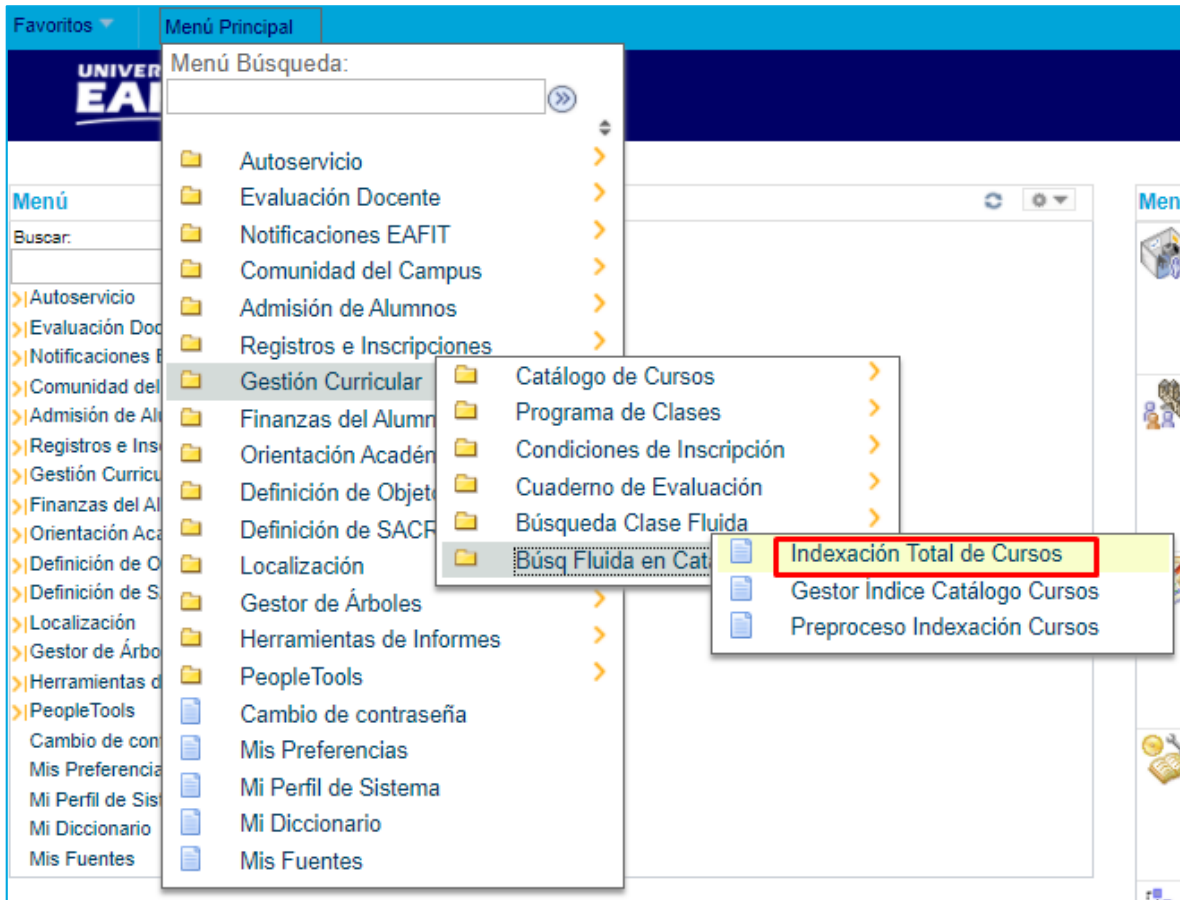 Favoritos
Menú Principal
UNIVER
EAI
Menú Búsqueda:
Autoservicio
Evaluación Docente
Notificaciones EAFIT
Comunidad del Campus
Admisión de Alumnos
Registros e Inscripciones
Gestión Curricular
Finanzas del Alumn
Orientación Académ
Definición de Objeto
Definición de SACR
Localización
Gestor de Árboles
Herramientas de Informes
PeopleTools
Cambio de contraseña
Mis Preferencias
Mi Perfil de Sistema
Mi Diccionario
Mis Fuentes
Catálogo de Cursos
Programa de Clases
Condiciones de Inscripción
Cuaderno de Evaluación
Búsqueda Clase Fluida
Búsq Fluida en Catá
Indexación Total de Cursos
Gestor Índice Catálogo Cursos
Preproceso Indexación Cursos
Menú
Buscar:
Autoservicio
Evaluación Doc
Notificaciones E
Comunidad del
Admisión de Alu
Registros e Ins
Gestión Curricu
Finanzas del Al
Orientación Aca
Definición de O
Definición de S
Localización
Gestor de Árbo
Herramientas d
PeopleTools
Cambio de con
Mis Preferencia
Mi Perfil de Sis
Mi Diccionario
Mis Fuentes
Men